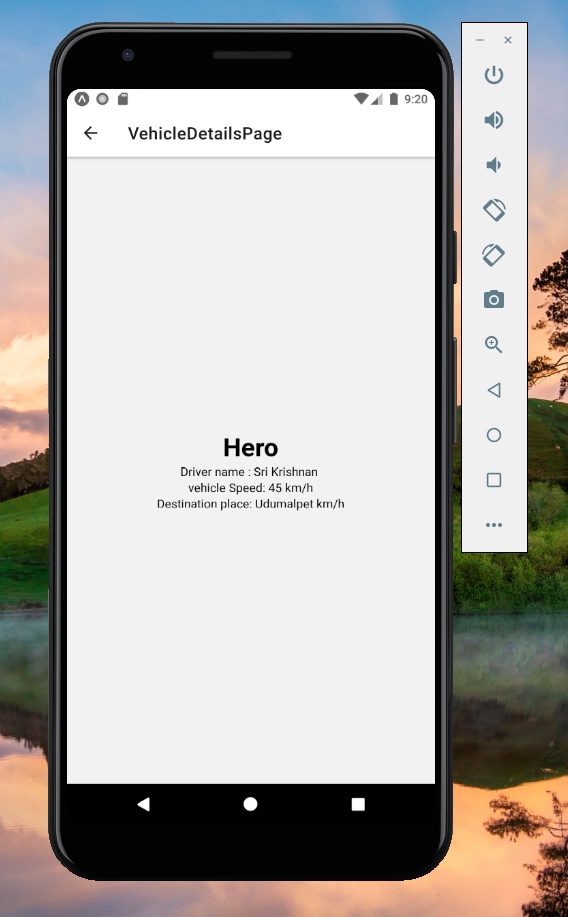 9:20
VehicleDetailsPage
Hero
Driver name : Sri Krishnan
vehicle Speed: 45 km/h
Destination place: Udumalpet km/h